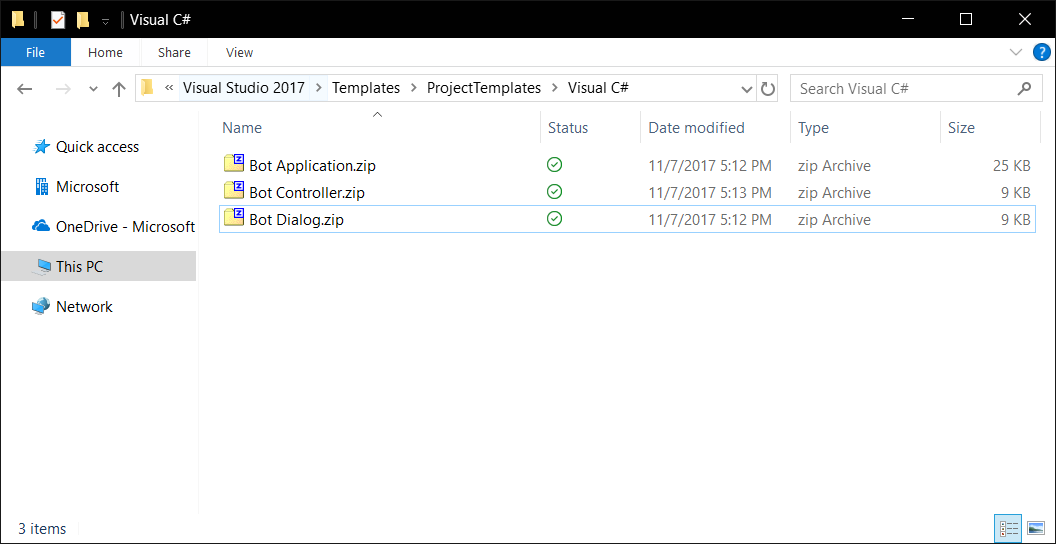 Visual C#
File Home Share View
« Visual Studio 2017 > Templates > ProjectTemplates > Visual C# Search Visual C#
Name Status Date modified Type Size
Quick access
Microsoft
OneDrive - Microsoft
This PC
Network
Bot Application.zip 11/7/2017 5:12 PM zip Archive 25 KB
Bot Controller.zip 11/7/2017 5:13 PM zip Archive 9 KB
Bot Dialog.zip 11/7/2017 5:12 PM zip Archive 9 KB
3 items